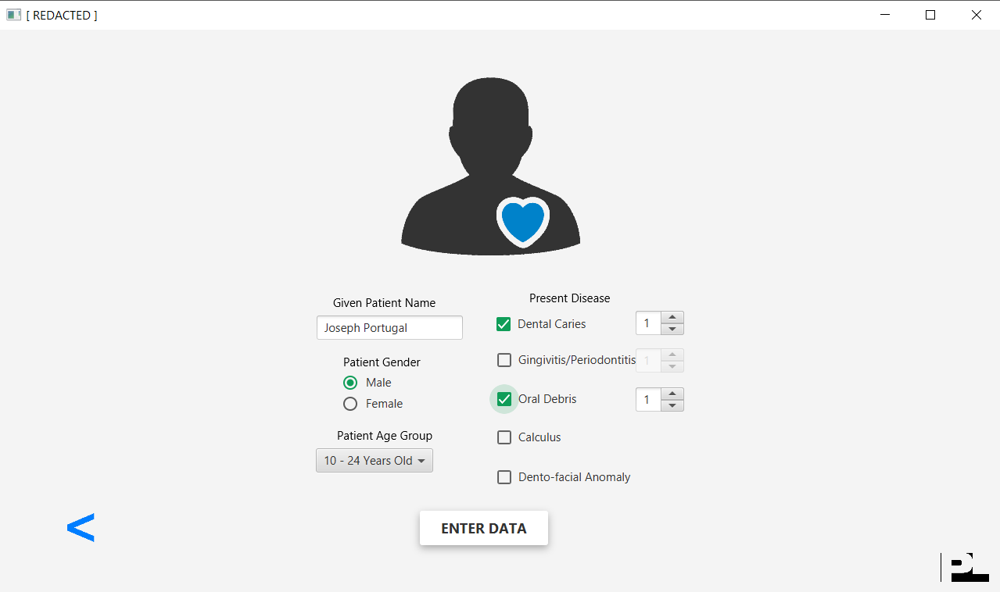 [ REDACTED ]
Given Patient Name
Joseph Portugal
Patient Gender
Male
Female
Patient Age Group
10 - 24 Years Old
Present Disease
Dental Caries 1
Gingivitis/Periodontitis 1
Oral Debris 1
Calculus
Dento-facial Anomaly
<
ENTER DATA